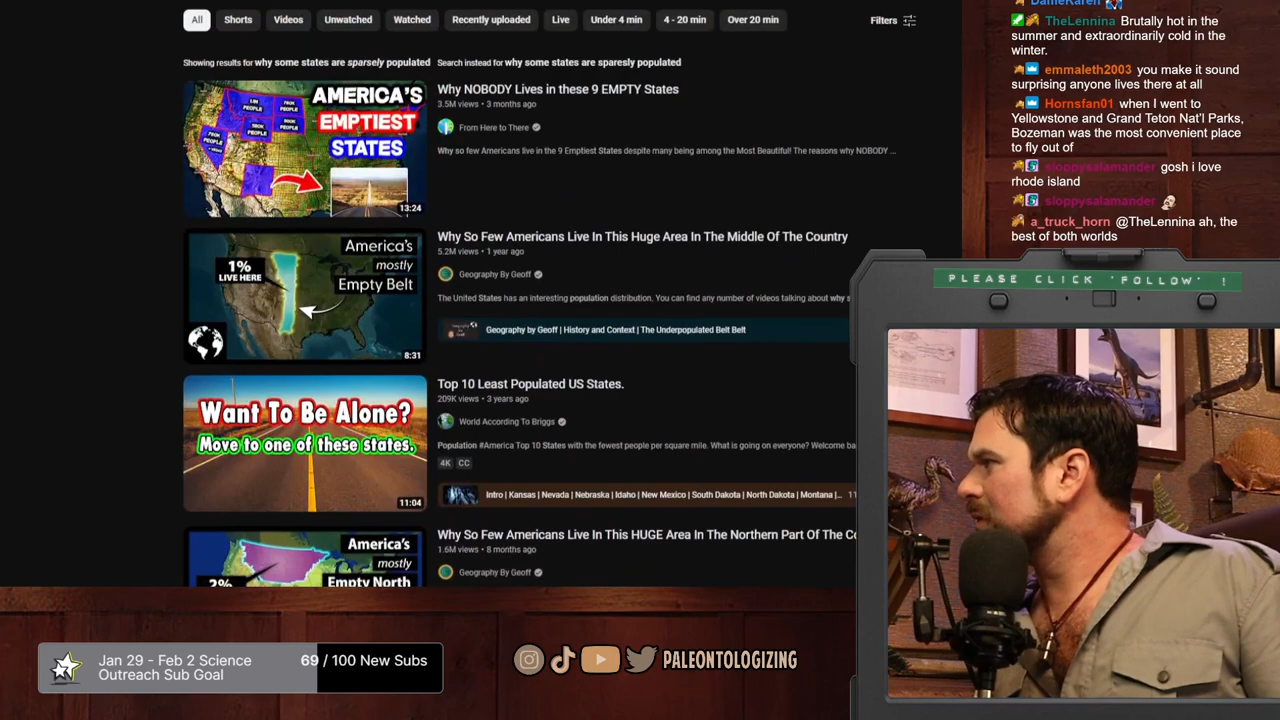 All
Shorts
Videos
Unwatched
Watched
Recently uploaded
Live
Under 4 min
4 - 20 min
Over 20 min
Filters
Showing results for why some states are sparsely populated
Search instead for why some states are sparesly populated
AMERICA'S
EMPTIEST
STATES
13:24
Why NOBODY Lives in these 9 EMPTY States
3.5M views • 3 months ago
From Here to There
Why so few Americans live in the 9 Emptiest States despite many being among the Most Beautiful! The reasons why NOBODY ...
America's
mostly
Empty Belt
1%
LIVE HERE
8:31
Why So Few Americans Live In This Huge Area In The Middle Of The Country
5.2M views • 1 year ago
Geography By Geoff
The United States has an interesting population distribution. You can find any number of videos talking about why s
Geography by Geoff | History and Context | The Underpopulated Belt Belt
Want To Be Alone?
Move to one of these states.
11:04
Top 10 Least Populated US States.
209K views • 3 years ago
World According To Briggs
Population #America Top 10 States with the fewest people per square mile. What is going on everyone? Welcome ba
4K CC
Intro | Kansas | Nevada | Nebraska | Idaho | New Mexico | South Dakota | North Dakota | Montana |...
America's
mostly
Empty North
2%
Why So Few Americans Live In This HUGE Area In The Northern Part Of The Co
1.6M views • 8 months ago
Geography By Geoff
TheLennina Brutally hot in the
summer and extraordinarily cold in the
winter.
emmaleth2003 you make it sound
surprising anyone lives there at all
Hornsfan01 when I went to
Yellowstone and Grand Teton Nat'l Parks,
Bozeman was the most convenient place
to fly out of
sloppysalamander gosh i love
rhode island
sloppysalamander
a_truck_horn @TheLennina ah, the
best of both worlds
PLEASE CLICK 'FOLLOW' !
Jan 29 - Feb 2 Science
Outreach Sub Goal
69 / 100 New Subs
PALEONTOLOGIZING